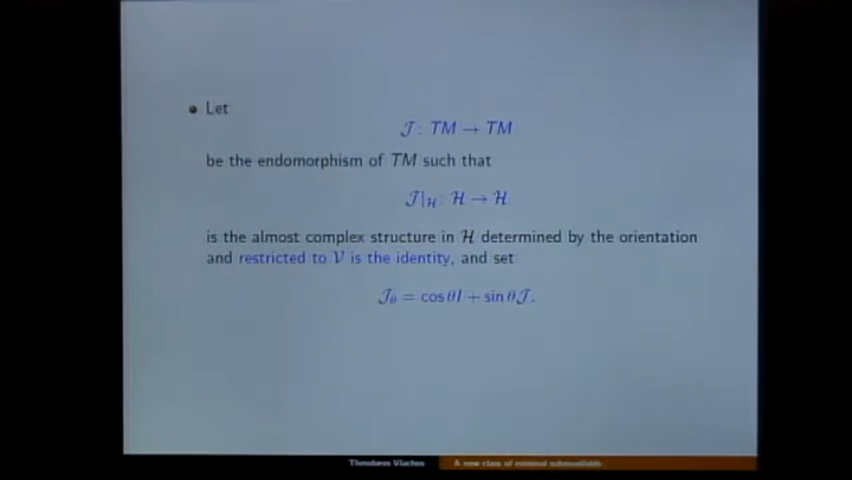 Let
𝒥 : TM → TM
be the endomorphism of TM such that
𝒥|ℋ : ℋ → ℋ
is the almost complex structure in ℋ determined by the orientation
and restricted to 𝒱 is the identity, and set
𝒥θ = cos θI + sin θ𝒥.
Theodoros Vlachos A new class of minimal submanifolds